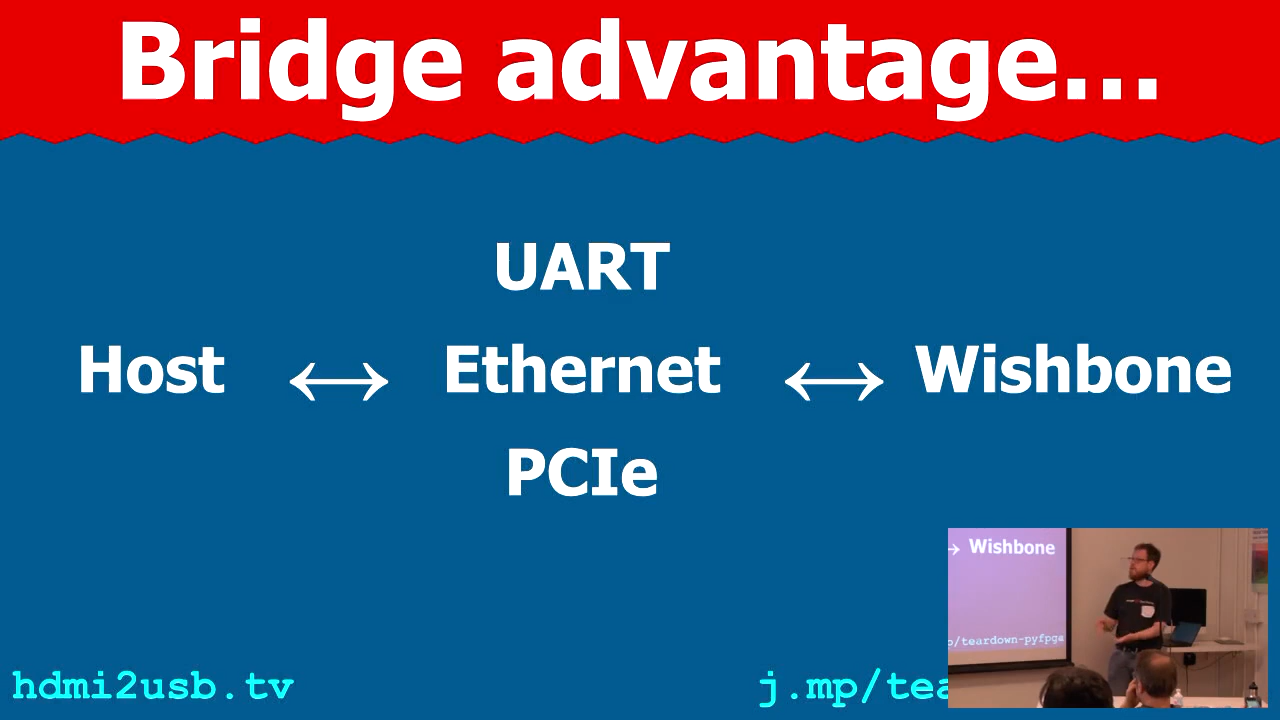 Bridge advantage...
UART
Host ↔ Ethernet ↔ Wishbone
PCIe
→ Wishbone
/teardown-pyfpga
hdmi2usb.tv
j.mp/tea